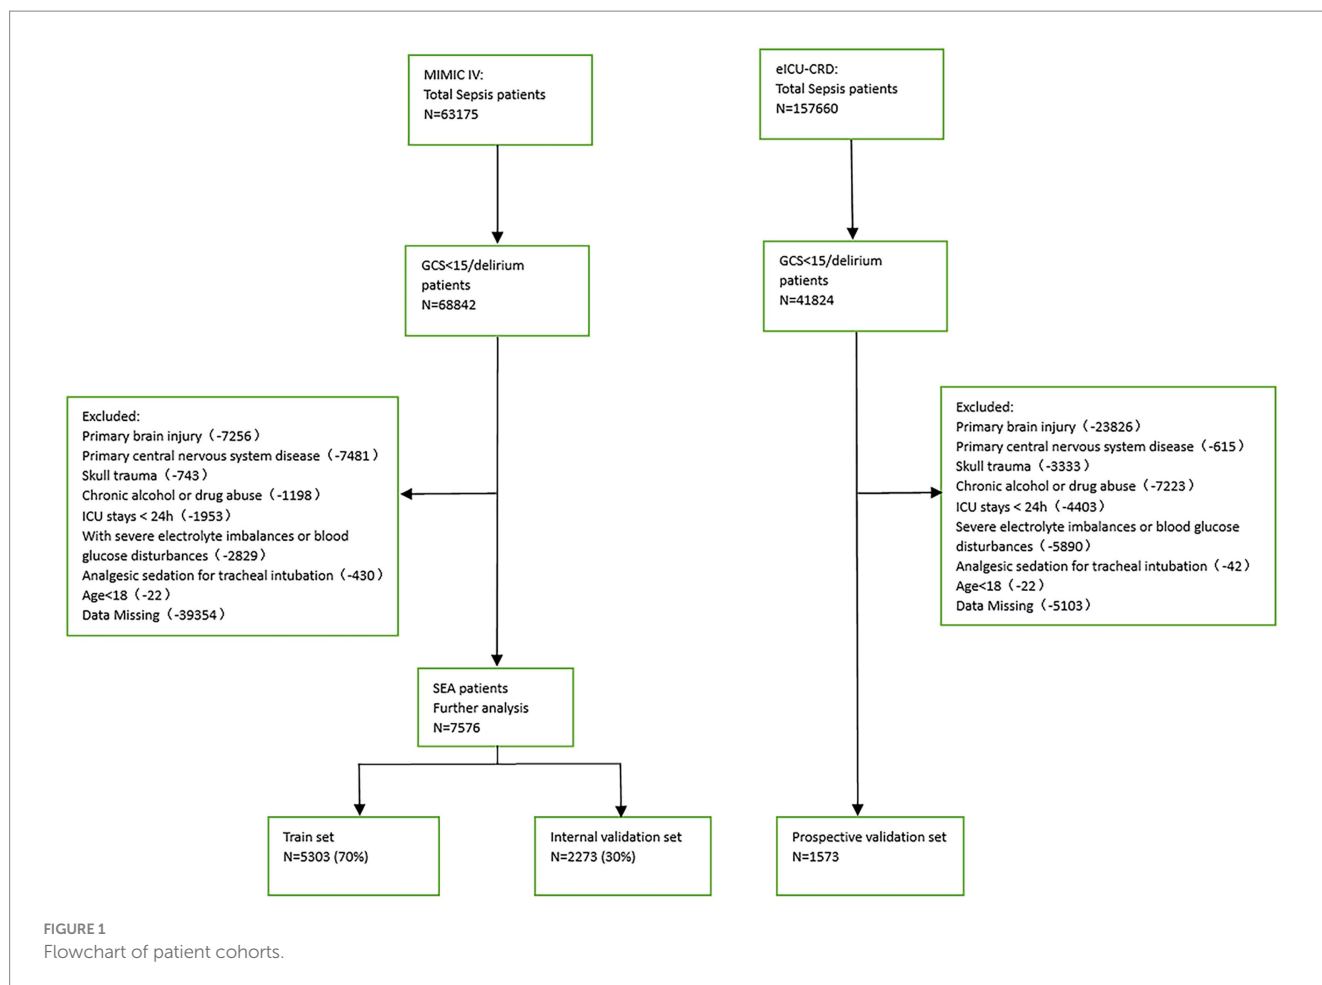 MIMIC IV:
Total Sepsis patients
N=63175
eICU-CRD:
Total Sepsis patients
N=157660
GCS<15/delirium
patients
N=68842
GCS<15/delirium
patients
N=41824
Excluded:
Primary brain injury（-7256）
Primary central nervous system disease（-7481）
Skull trauma（-743）
Chronic alcohol or drug abuse（-1198）
ICU stays < 24h（-1953）
With severe electrolyte imbalances or blood
glucose disturbances（-2829）
Analgesic sedation for tracheal intubation（-430）
Age<18（-22）
Data Missing（-39354）
Excluded:
Primary brain injury（-23826）
Primary central nervous system disease（-615）
Skull trauma（-3333）
Chronic alcohol or drug abuse（-7223）
ICU stays < 24h（-4403）
Severe electrolyte imbalances or blood glucose
disturbances（-5890）
Analgesic sedation for tracheal intubation（-42）
Age<18（-22）
Data Missing（-5103）
SEA patients
Further analysis
N=7576
Train set
N=5303 (70%)
Internal validation set
N=2273 (30%)
Prospective validation set
N=1573
FIGURE 1
Flowchart of patient cohorts.